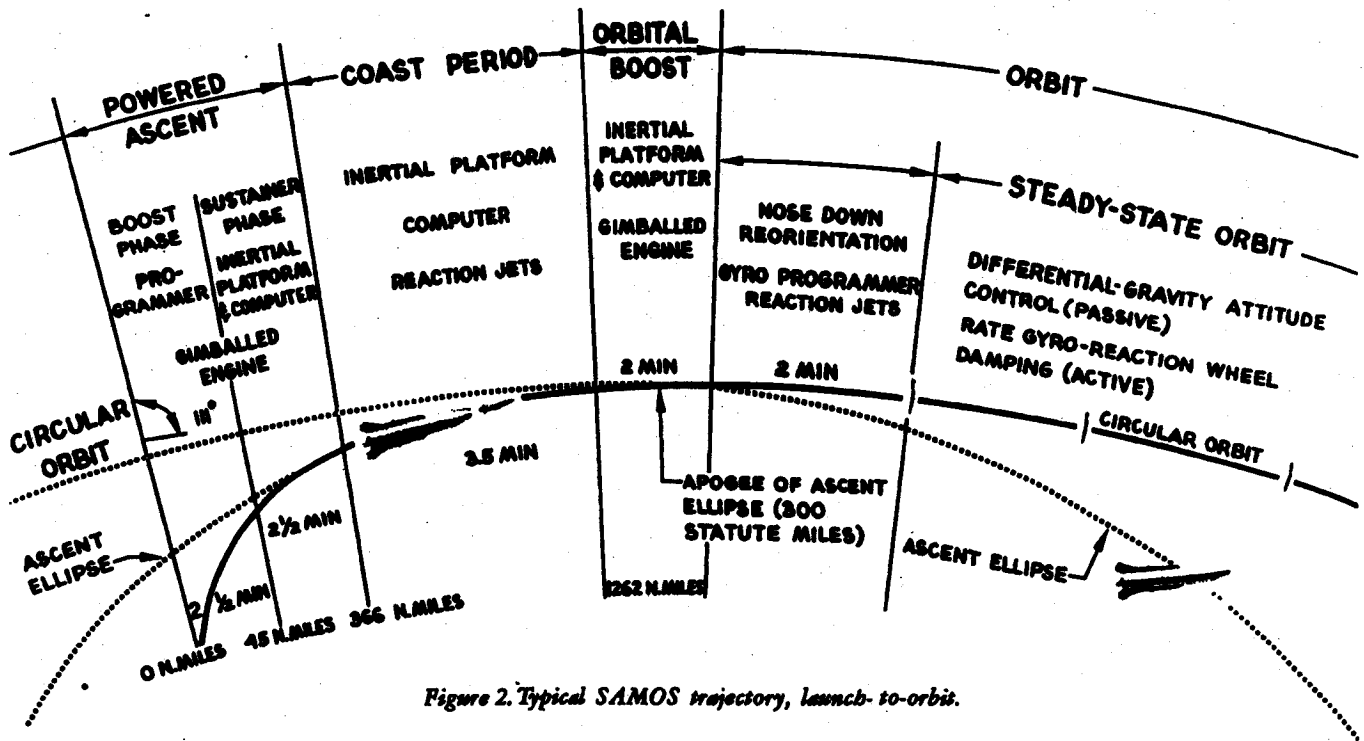 POWERED
ASCENT
COAST PERIOD
ORBITAL
BOOST
ORBIT
BOOST
PHASE
PRO-
GRAMMER
SUSTAINER
PHASE
INERTIAL
PLATFORM
& COMPUTER
GIMBALLED
ENGINE
INERTIAL PLATFORM
COMPUTER
REACTION JETS
INERTIAL
PLATFORM
& COMPUTER
GIMBALLED
ENGINE
NOSE DOWN
REORIENTATION
GYRO PROGRAMMER
REACTION JETS
STEADY-STATE ORBIT
DIFFERENTIAL-GRAVITY ATTITUDE
CONTROL (PASSIVE)
RATE GYRO-REACTION WHEEL
DAMPING (ACTIVE)
2 MIN
2 MIN
CIRCULAR
ORBIT
CIRCULAR ORBIT
3.5 MIN
2½ MIN
2 ½ MIN
APOGEE OF ASCENT
ELLIPSE (300
STATUTE MILES)
ASCENT
ELLIPSE
ASCENT ELLIPSE
0 N.MILES
45 N.MILES
366 N.MILES
1262 N.MILES
Figure 2. Typical SAMOS trajectory, launch-to-orbit.